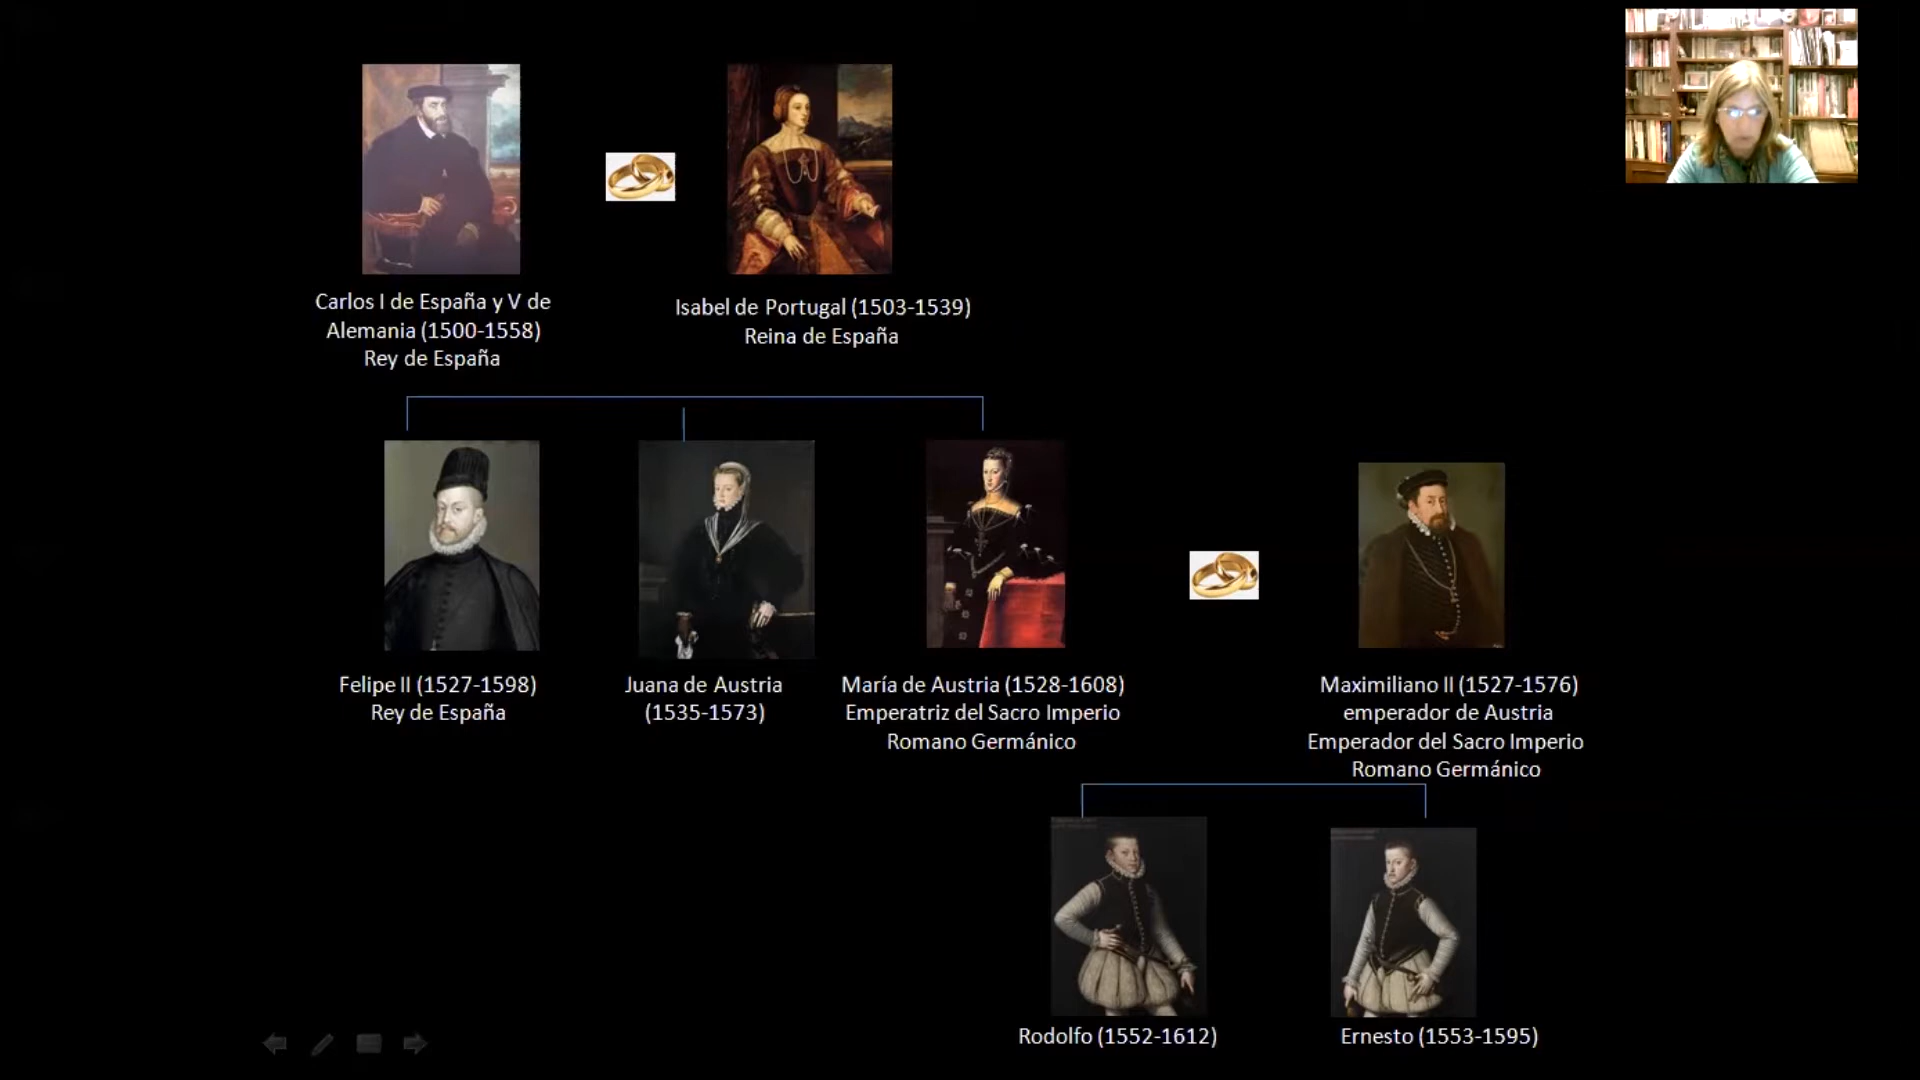 Carlos I de España y V de
Alemania (1500-1558)
Rey de España
Isabel de Portugal (1503-1539)
Reina de España
Felipe II (1527-1598)
Rey de España
Juana de Austria
(1535-1573)
María de Austria (1528-1608)
Emperatriz del Sacro Imperio
Romano Germánico
Maximiliano II (1527-1576)
emperador de Austria
Emperador del Sacro Imperio
Romano Germánico
Rodolfo (1552-1612)
Ernesto (1553-1595)